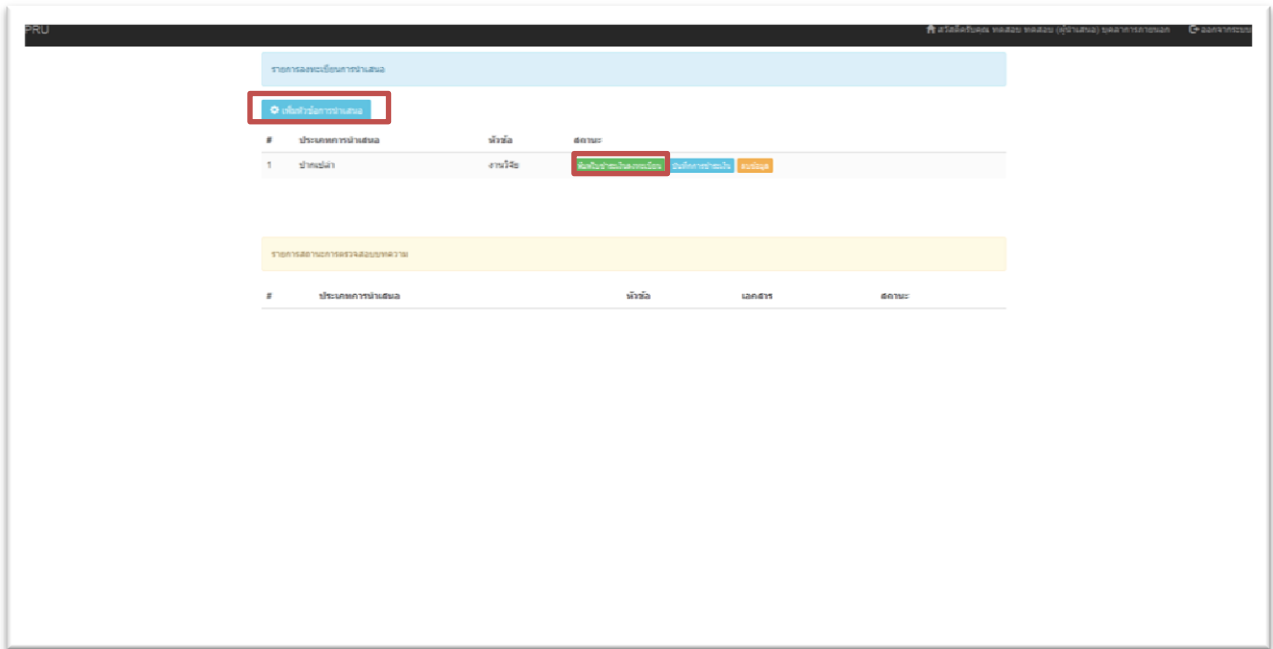 PRU สวัสดีครับคุณ ทดสอบ ทดสอบ (ผู้นำเสนอ) บุคลากรภายนอก ออกจากระบบ
รายการลงทะเบียนการนำเสนอ
เพิ่มหัวข้อการนำเสนอ
# ประเภทการนำเสนอ หัวข้อ สถานะ
1 ปากเปล่า งานวิจัย พิมพ์ใบชำระเงินลงทะเบียน บันทึกการชำระเงิน ลบข้อมูล
รายการสถานะการตรวจสอบบทความ
# ประเภทการนำเสนอ หัวข้อ เอกสาร สถานะ